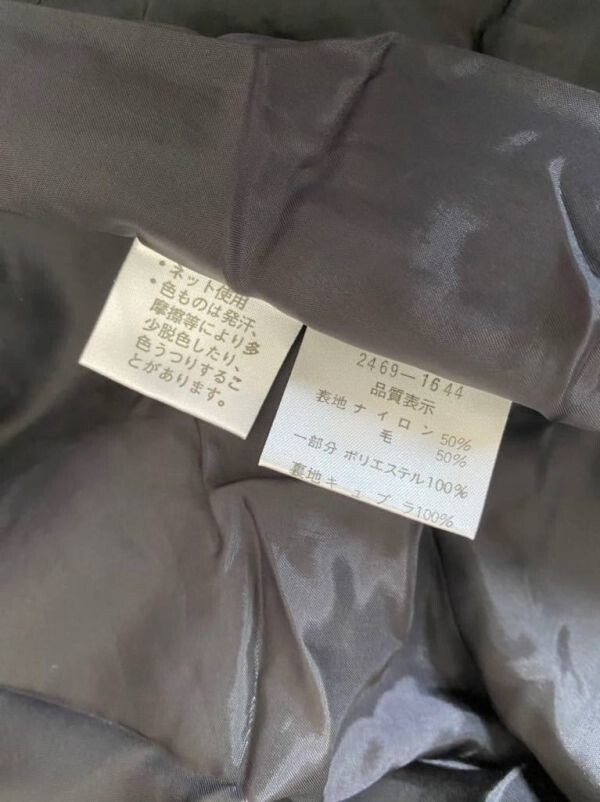 ・ネット使用
・色ものは発汗、
摩擦等により多
少脱色したり、
色うつりするこ
とがあります。
2469-1644
品質表示
表地 ナイロン 50%
毛 50%
一部分 ポリエステル100%
裏地キュプラ100%